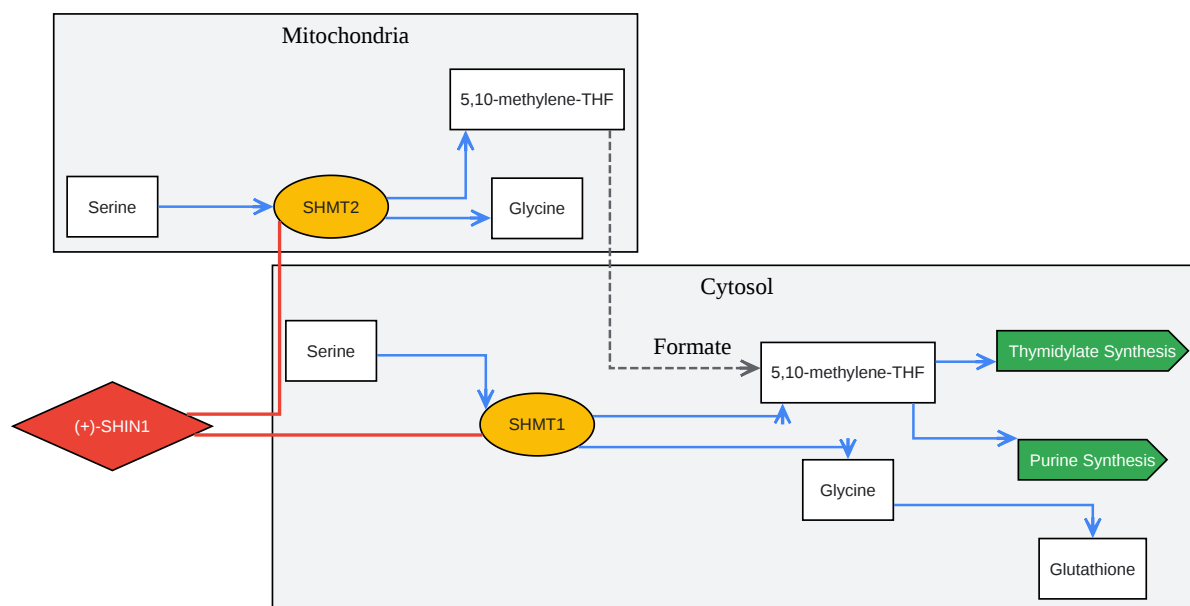 Mitochondria
5,10-methylene-THF
Serine
SHMT2
Glycine
Cytosol
Serine
Formate
Thymidylate Synthesis
5,10-methylene-THF
(+)-SHIN1
SHMT1
Purine Synthesis
Glycine
Glutathione